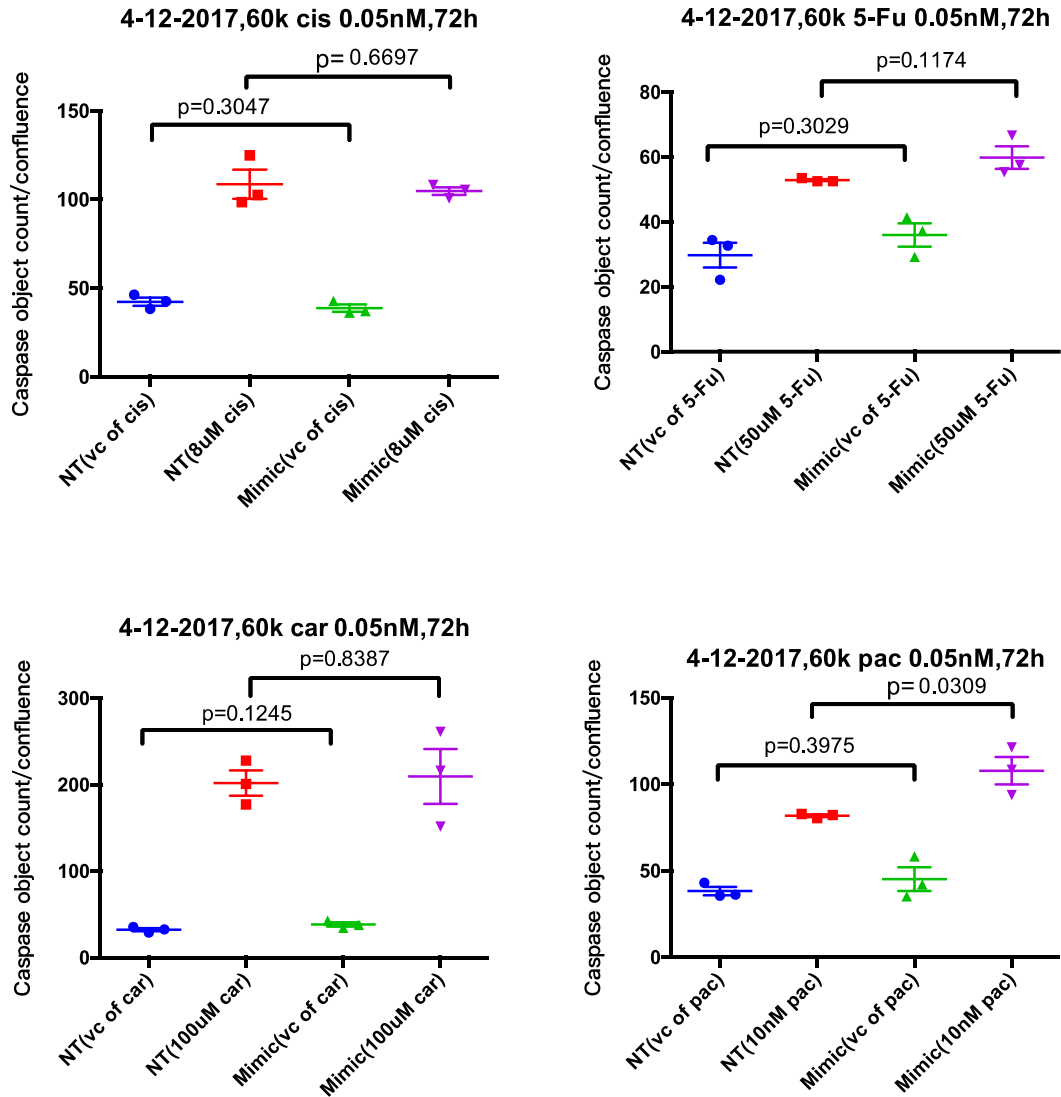 4-12-2017,60k cis 0.05nM,72h
p= 0.6697
p=0.3047
Caspase object count/confluence
150
100
50
0
NT(vc of cis)
NT(8uM cis)
Mimic(vc of cis)
Mimic(8uM cis)
4-12-2017,60k 5-Fu 0.05nM,72h
p=0.1174
p=0.3029
Caspase object count/confluence
80
60
40
20
0
NT(vc of 5-Fu)
NT(50uM 5-Fu)
Mimic(vc of 5-Fu)
Mimic(50uM 5-Fu)
4-12-2017,60k car 0.05nM,72h
p=0.8387
p=0.1245
Caspase object count/confluence
300
200
100
0
NT(vc of car)
NT(100uM car)
Mimic(vc of car)
Mimic(100uM car)
4-12-2017,60k pac 0.05nM,72h
p= 0.0309
p=0.3975
Caspase object count/confluence
150
100
50
0
NT(vc of pac)
NT(10nM pac)
Mimic(vc of pac)
Mimic(10nM pac)